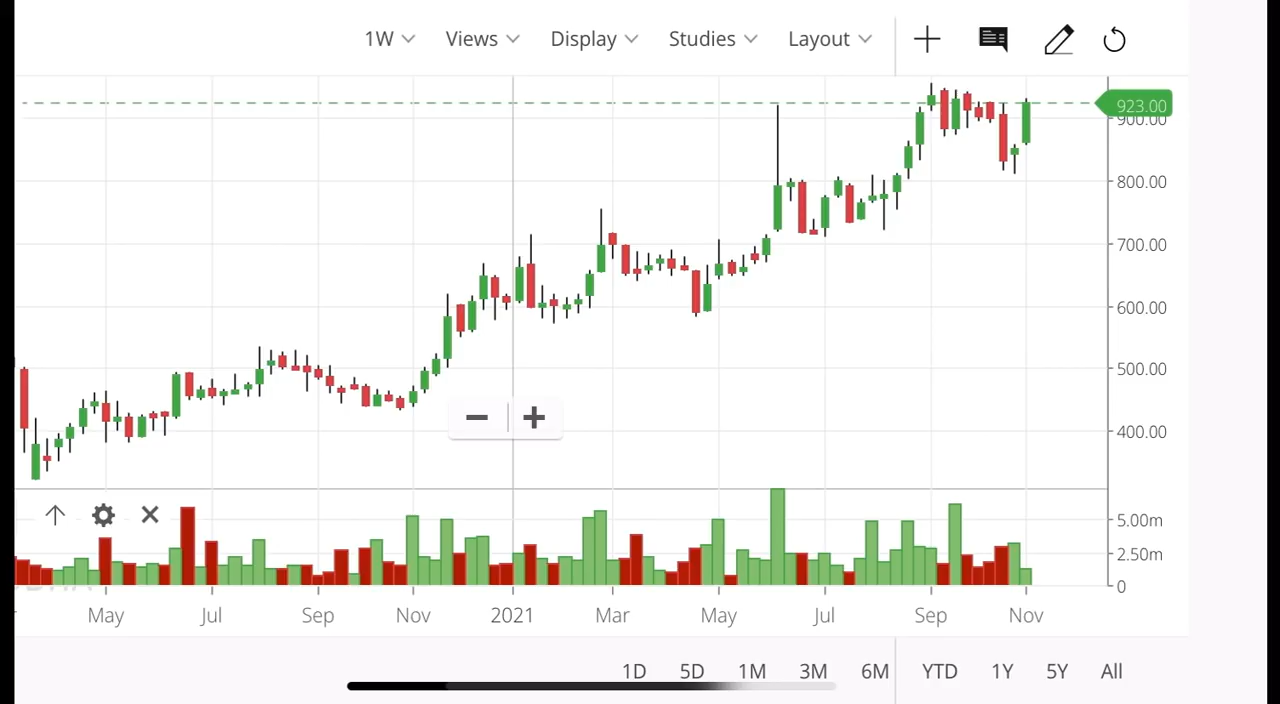 1W Views Display Studies Layout
923.00
900.00
800.00
700.00
600.00
500.00
400.00
5.00m
2.50m
0
May Jul Sep Nov 2021 Mar May Jul Sep Nov
1D 5D 1M 3M 6M YTD 1Y 5Y All